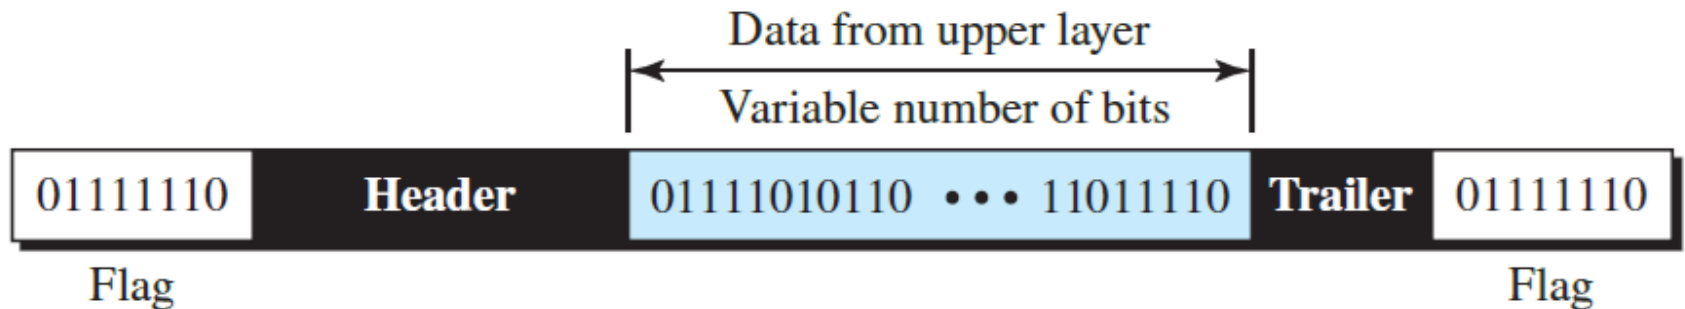 Data from upper layer
Variable number of bits
01111110 Header 01111010110 ••• 11011110 Trailer 01111110
Flag Flag